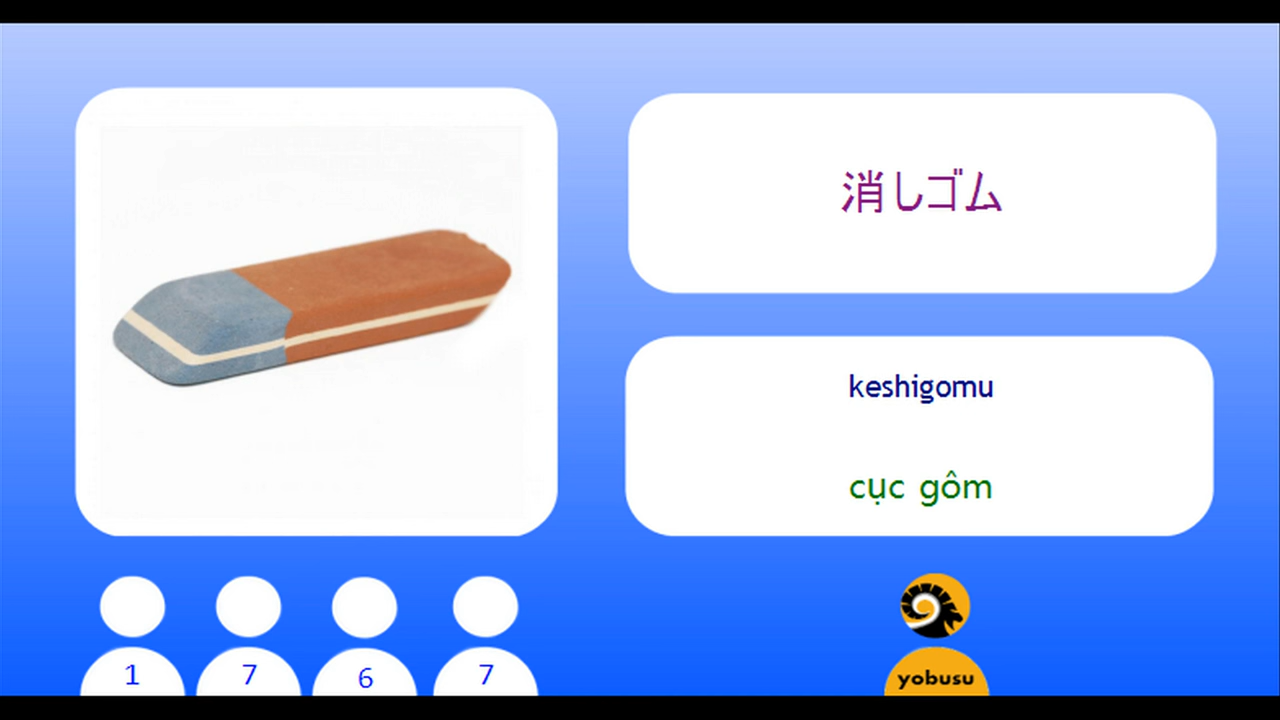 消しゴム
keshigomu
cục gôm
1 7 6 7
yobusu